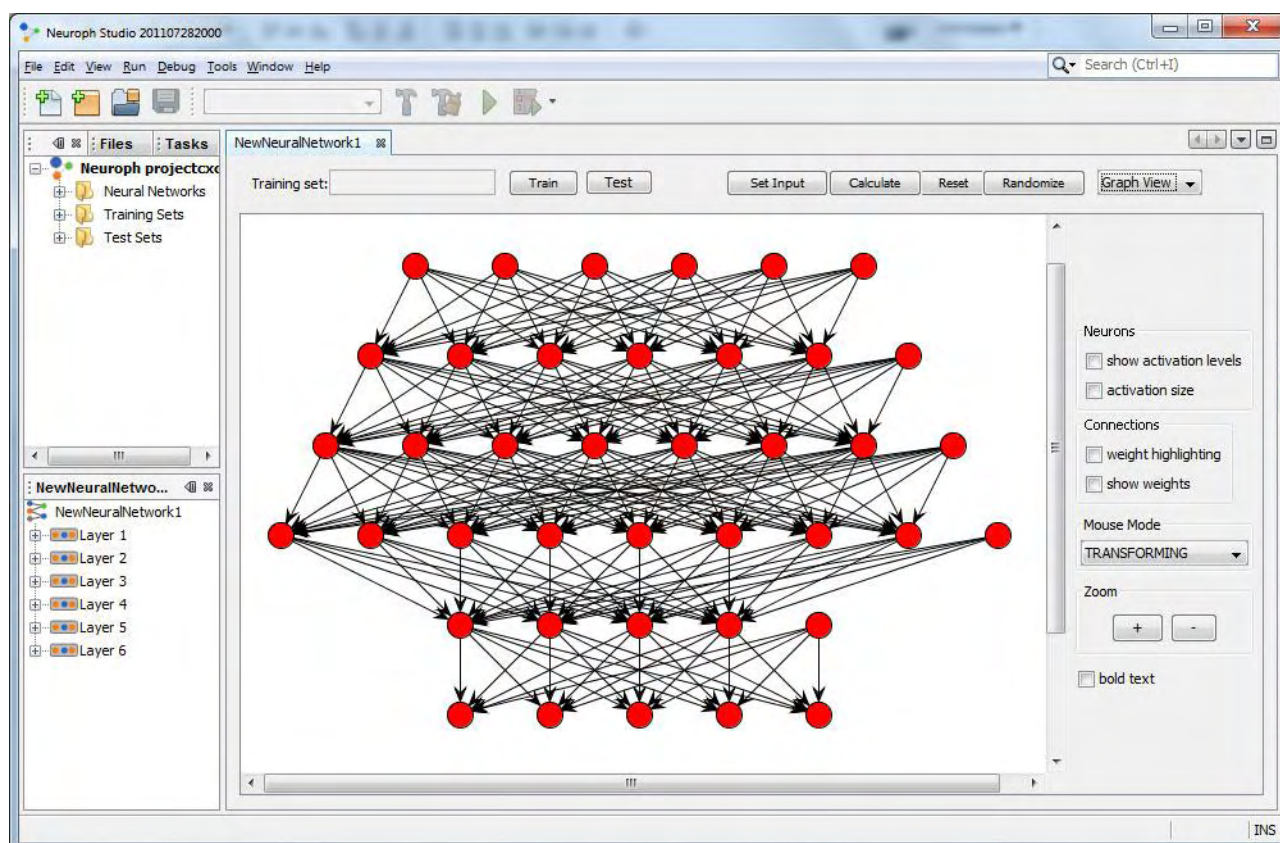 Neuroph Studio 201107282000
File Edit View Run Debug Tools Window Help
Search (Ctrl+I)
Files Tasks
NewNeuralNetwork1
Neuroph projectcxc
Neural Networks
Training Sets
Test Sets
Training set:
Train Test Set Input Calculate Reset Randomize Graph View
Neurons
show activation levels
activation size
Connections
weight highlighting
show weights
Mouse Mode
TRANSFORMING
Zoom
+ -
bold text
NewNeuralNetwo...
NewNeuralNetwork1
Layer 1
Layer 2
Layer 3
Layer 4
Layer 5
Layer 6
INS